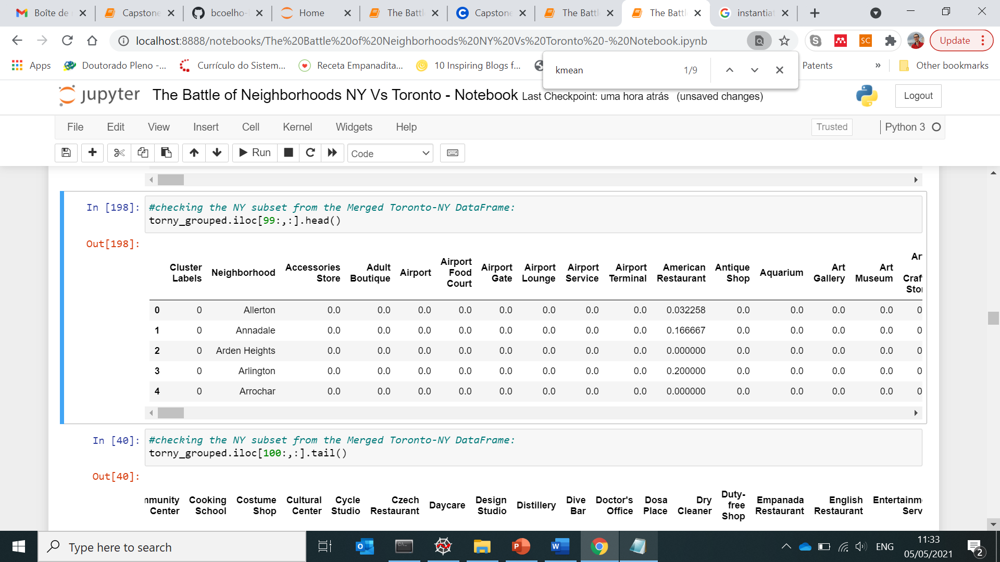 Boîte de
Capstone
bcoelho-
Home
The Battl
Capstone
The Battl
The Battl
instantiat
localhost:8888/notebooks/The%20Battle%20of%20Neighborhoods%20NY%20Vs%20Toronto%20-%20Notebook.ipynb
SC
Update
Apps
Doutorado Pleno -...
Currículo do Sistem...
Receta Empanadita...
10 Inspiring Blogs f...
Patents
»
Other bookmarks
kmean
1/9
jupyter The Battle of Neighborhoods NY Vs Toronto - Notebook Last Checkpoint: uma hora atrás (unsaved changes)
Logout
File Edit View Insert Cell Kernel Widgets Help
Trusted
Python 3
Run
Code
In [198]:
#checking the NY subset from the Merged Toronto-NY DataFrame:
torny_grouped.iloc[99:,:].head()
Out[198]:
Cluster Labels Neighborhood Accessories Store Adult Boutique Airport Airport Food Court Airport Gate Airport Lounge Airport Service Airport Terminal American Restaurant Antique Shop Aquarium Art Gallery Art Museum Ar Craf Stor
0 0 Allerton 0.0 0.0 0.0 0.0 0.0 0.0 0.0 0.0 0.032258 0.0 0.0 0.0 0.0 0
1 0 Annadale 0.0 0.0 0.0 0.0 0.0 0.0 0.0 0.0 0.166667 0.0 0.0 0.0 0.0 0
2 0 Arden Heights 0.0 0.0 0.0 0.0 0.0 0.0 0.0 0.0 0.000000 0.0 0.0 0.0 0.0 0
3 0 Arlington 0.0 0.0 0.0 0.0 0.0 0.0 0.0 0.0 0.200000 0.0 0.0 0.0 0.0 0
4 0 Arrochar 0.0 0.0 0.0 0.0 0.0 0.0 0.0 0.0 0.000000 0.0 0.0 0.0 0.0 0
In [40]:
#checking the NY subset from the Merged Toronto-NY DataFrame:
torny_grouped.iloc[100:,:].tail()
Out[40]:
mmunity Center Cooking School Costume Shop Cultural Center Cycle Studio Czech Restaurant Daycare Design Studio Distillery Dive Bar Doctor's Office Dosa Place Dry Cleaner Duty-free Shop Empanada Restaurant English Restaurant Entertainm Serv
Type here to search
ENG
11:33
05/05/2021
2